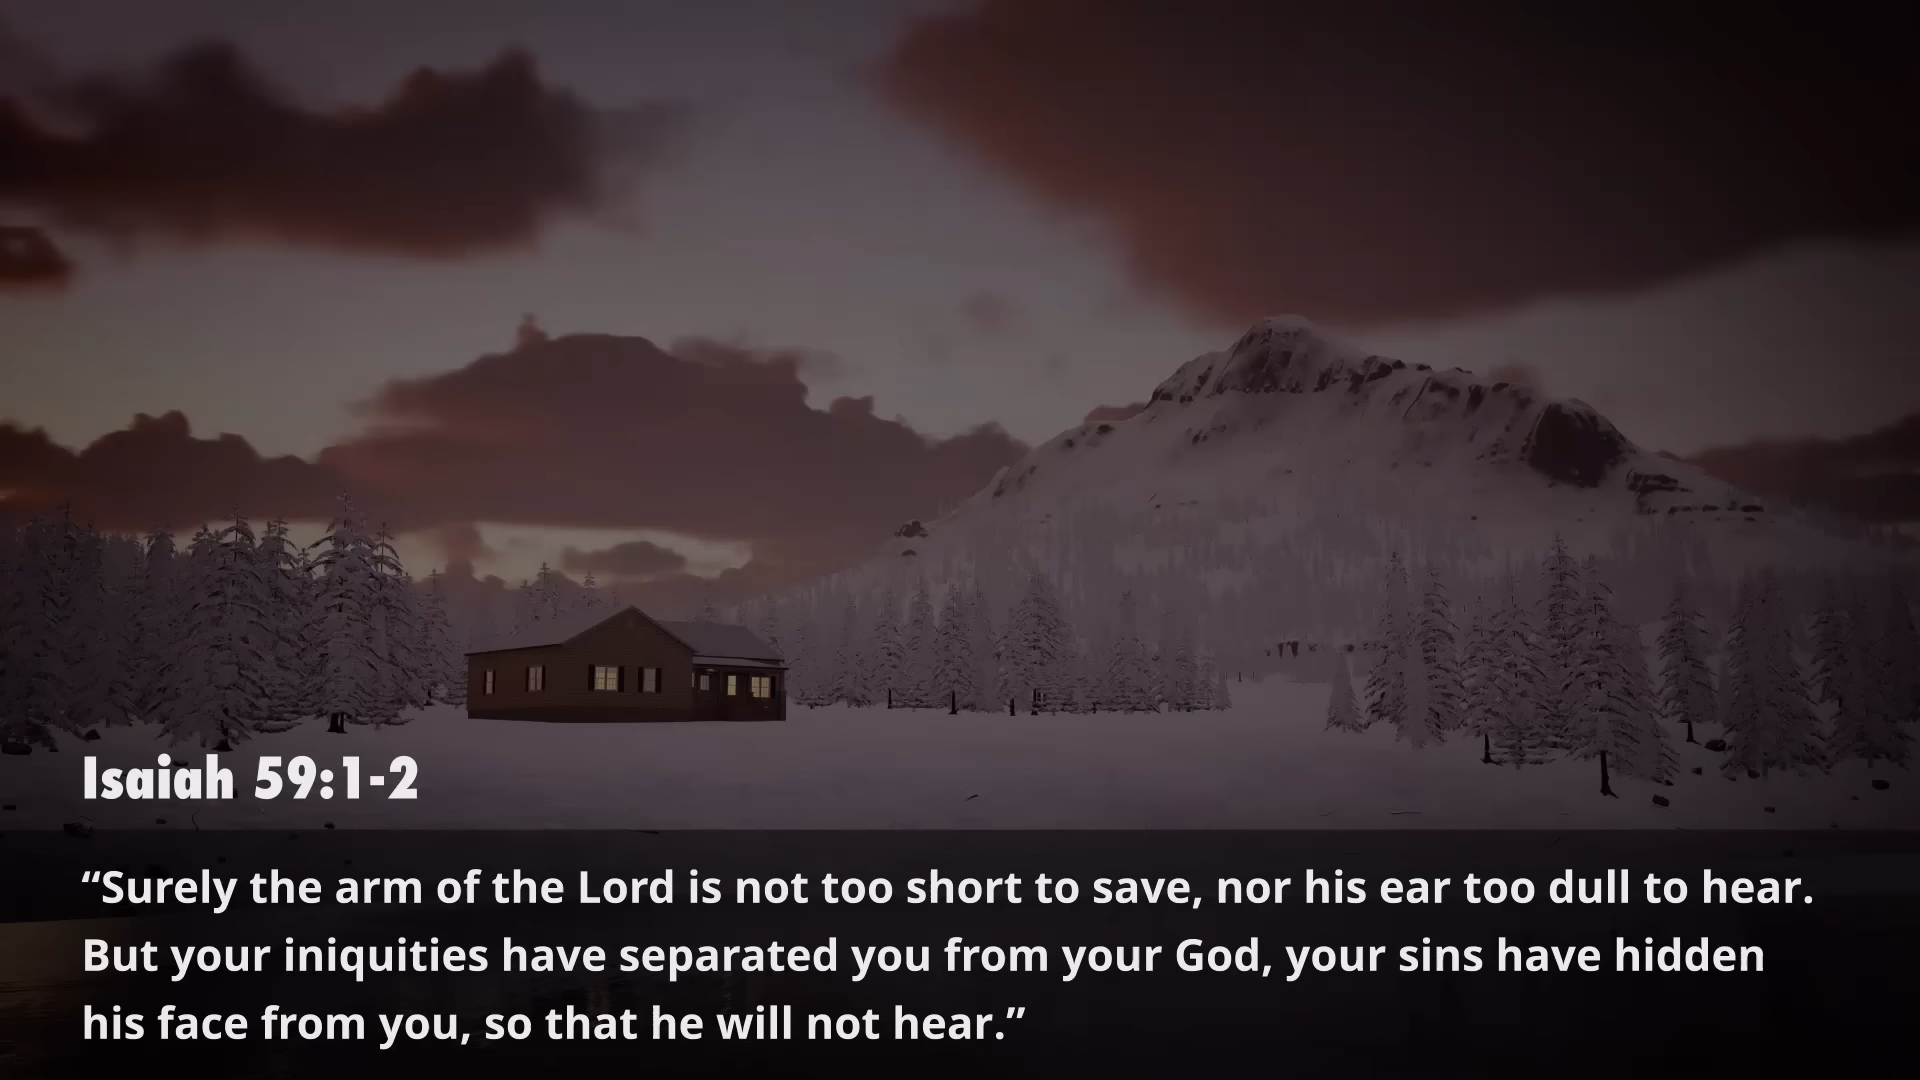 Isaiah 59:1-2
“Surely the arm of the Lord is not too short to save, nor his ear too dull to hear.
But your iniquities have separated you from your God, your sins have hidden
his face from you, so that he will not hear.”